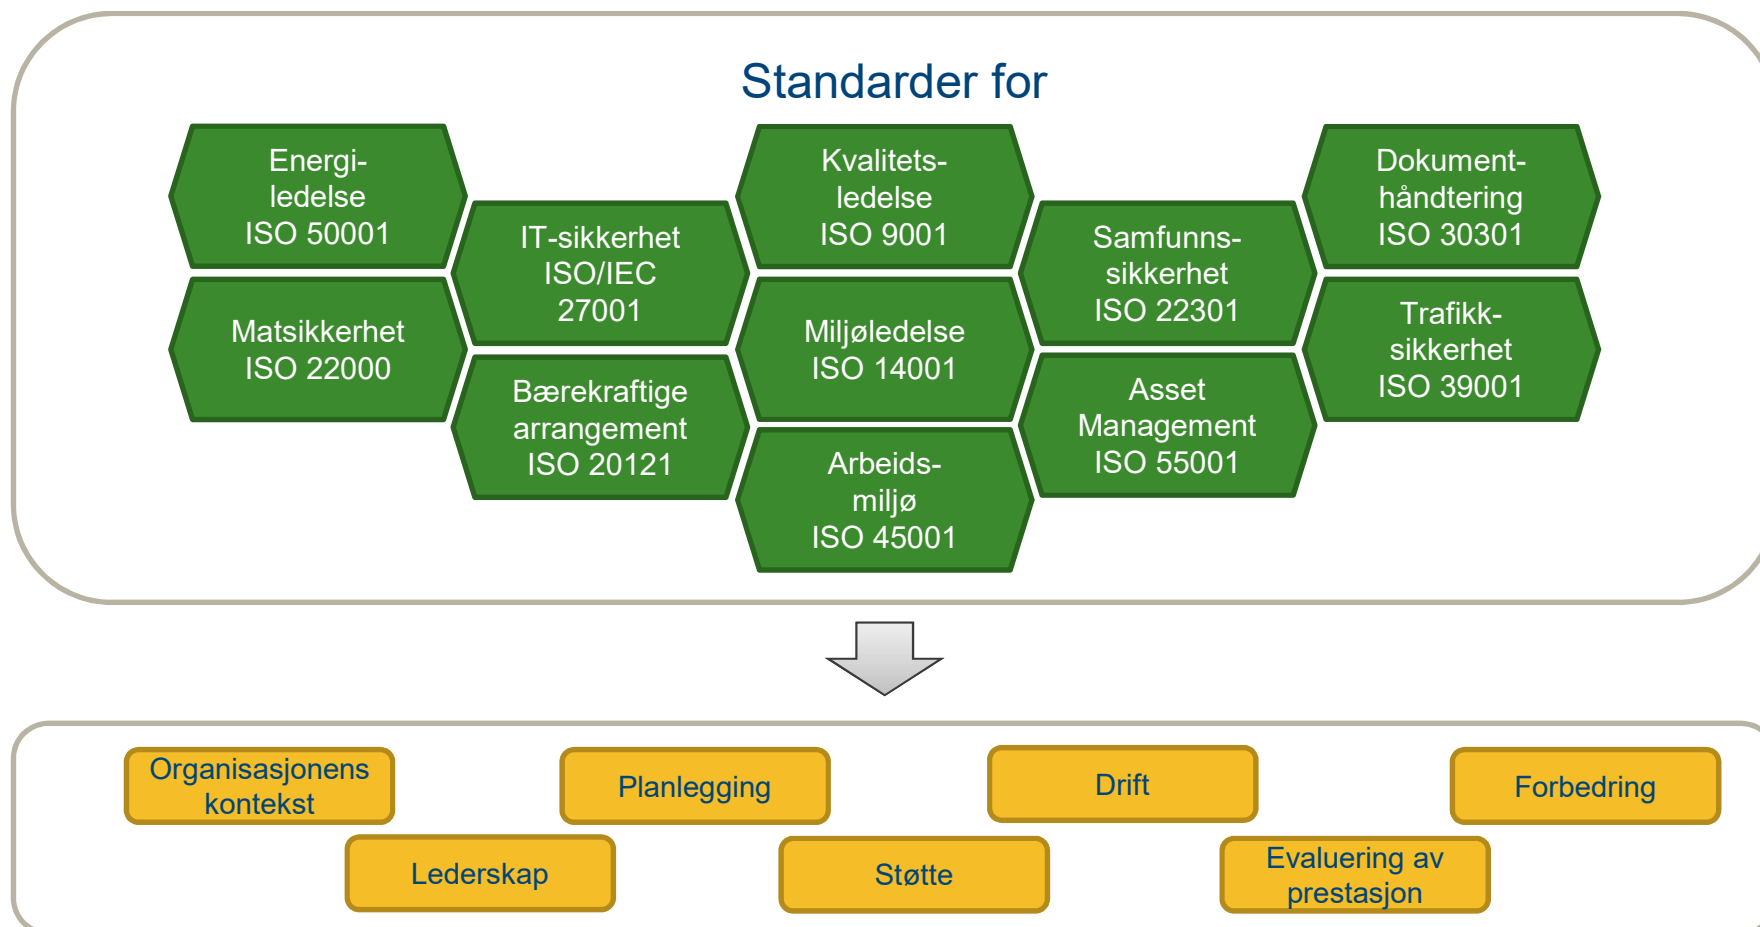 Standarder for
Energi-
ledelse
ISO 50001
Matsikkerhet
ISO 22000
IT-sikkerhet
ISO/IEC
27001
Bærekraftige
arrangement
ISO 20121
Kvalitets-
ledelse
ISO 9001
Miljøledelse
ISO 14001
Arbeids-
miljø
ISO 45001
Samfunns-
sikkerhet
ISO 22301
Asset
Management
ISO 55001
Dokument-
håndtering
ISO 30301
Trafikk-
sikkerhet
ISO 39001
Organisasjonens
kontekst
Lederskap
Planlegging
Støtte
Drift
Evaluering av
prestasjon
Forbedring